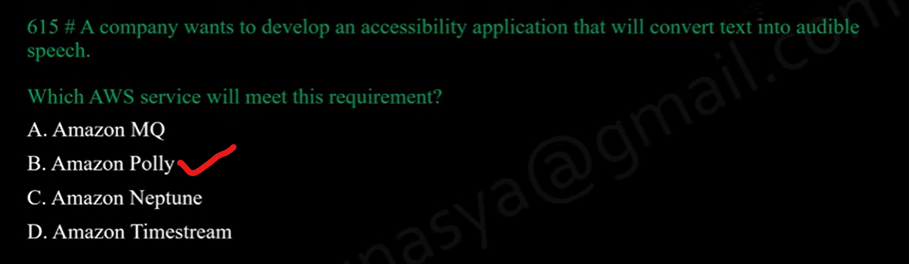 615 # A company wants to develop an accessibility application that will convert text into audible
speech.
Which AWS service will meet this requirement?
A. Amazon MQ
B. Amazon Polly
C. Amazon Neptune
D. Amazon Timestream